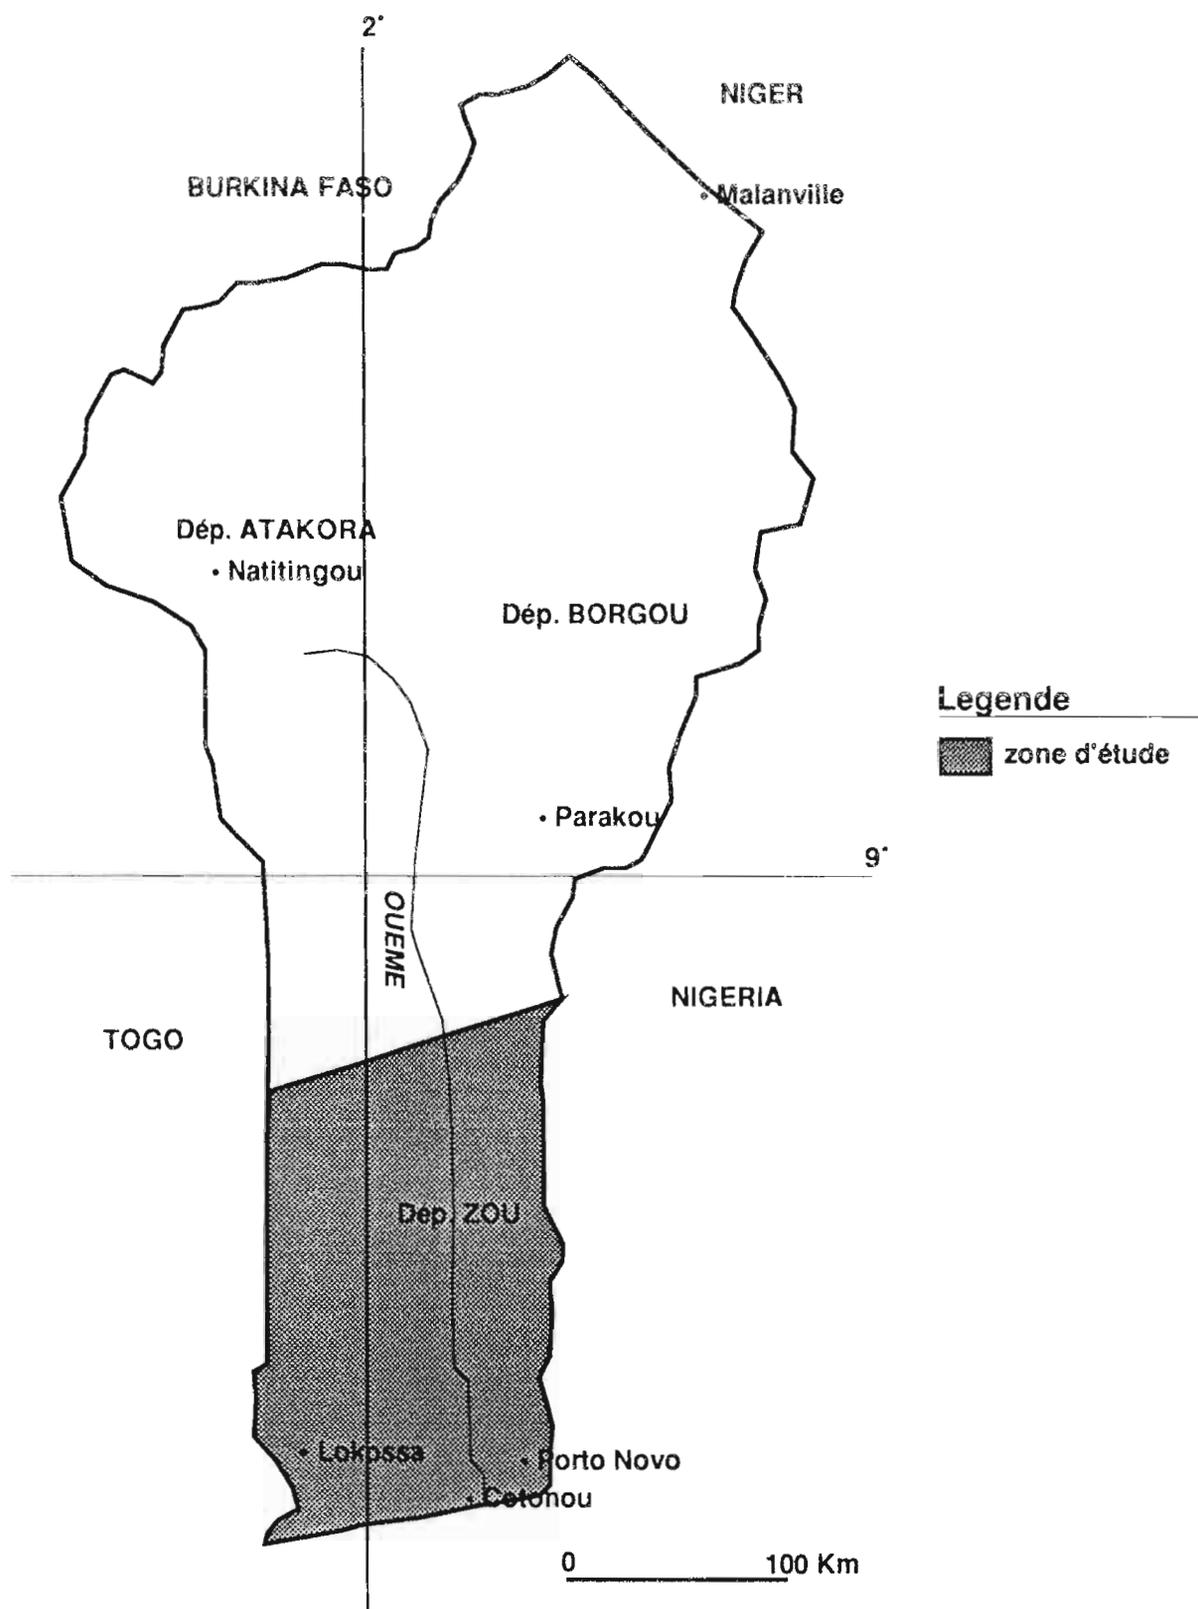 2°
NIGER
BURKINA FASO
Malanville
Dép. ATAKORA
Natitingou
Dép. BORGOU
Legende
zone d'étude
Parakou
9°
OUEME
NIGERIA
TOGO
Dép. ZOU
Lokossa
Porto Novo
Cotonou
0 100 Km